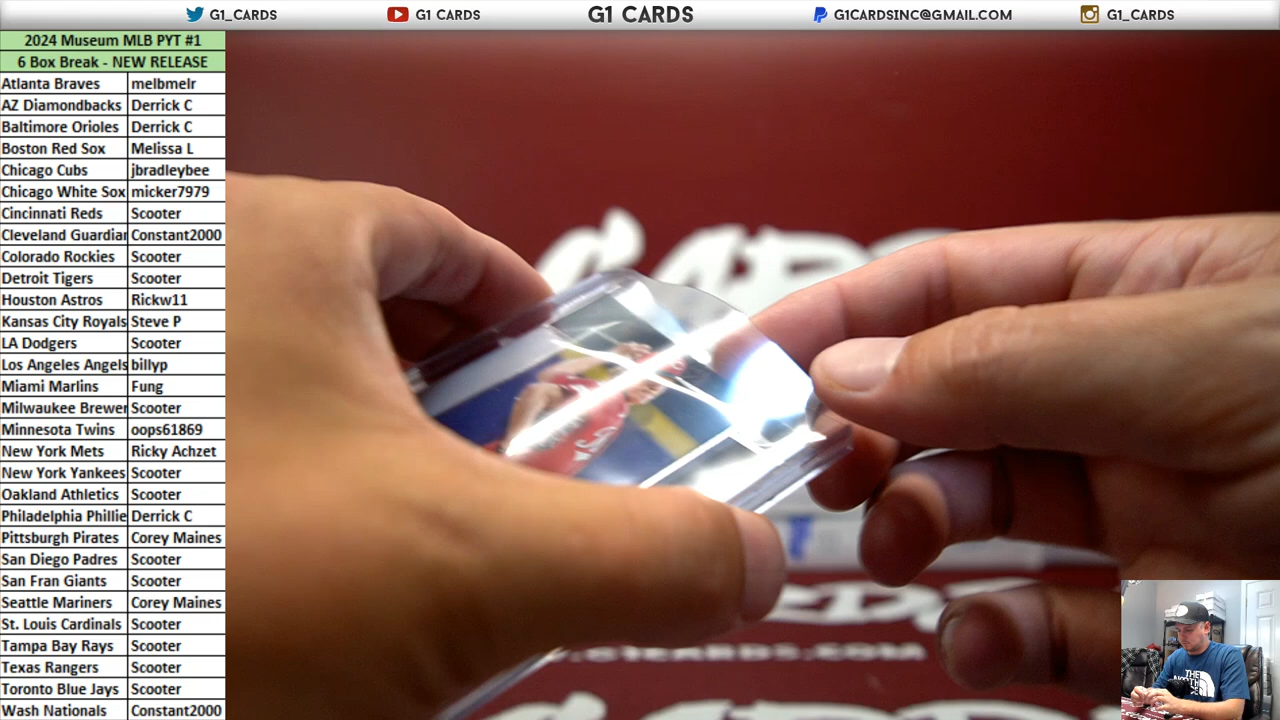 G1_CARDS
G1 CARDS
G1 CARDS
G1CARDSINC@GMAIL.COM
G1_CARDS
2024 Museum MLB PYT #1
6 Box Break - NEW RELEASE
Atlanta Braves melbmelr
AZ Diamondbacks Derrick C
Baltimore Orioles Derrick C
Boston Red Sox Melissa L
Chicago Cubs jbradleybee
Chicago White Sox micker7979
Cincinnati Reds Scooter
Cleveland Guardian Constant2000
Colorado Rockies Scooter
Detroit Tigers Scooter
Houston Astros Rickw11
Kansas City Royals Steve P
LA Dodgers Scooter
Los Angeles Angels billyp
Miami Marlins Fung
Milwaukee Brewer Scooter
Minnesota Twins oops61869
New York Mets Ricky Achzet
New York Yankees Scooter
Oakland Athletics Scooter
Philadelphia Phillie Derrick C
Pittsburgh Pirates Corey Maines
San Diego Padres Scooter
San Fran Giants Scooter
Seattle Mariners Corey Maines
St. Louis Cardinals Scooter
Tampa Bay Rays Scooter
Texas Rangers Scooter
Toronto Blue Jays Scooter
Wash Nationals Constant2000
THE